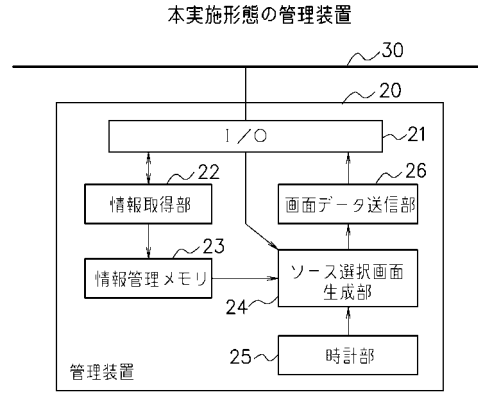 本実施形態の管理装置
30
20
I/O
21
22
26
情報取得部
画面データ送信部
23
情報管理メモリ
ソース選択画面
生成部
24
25
時計部
管理装置